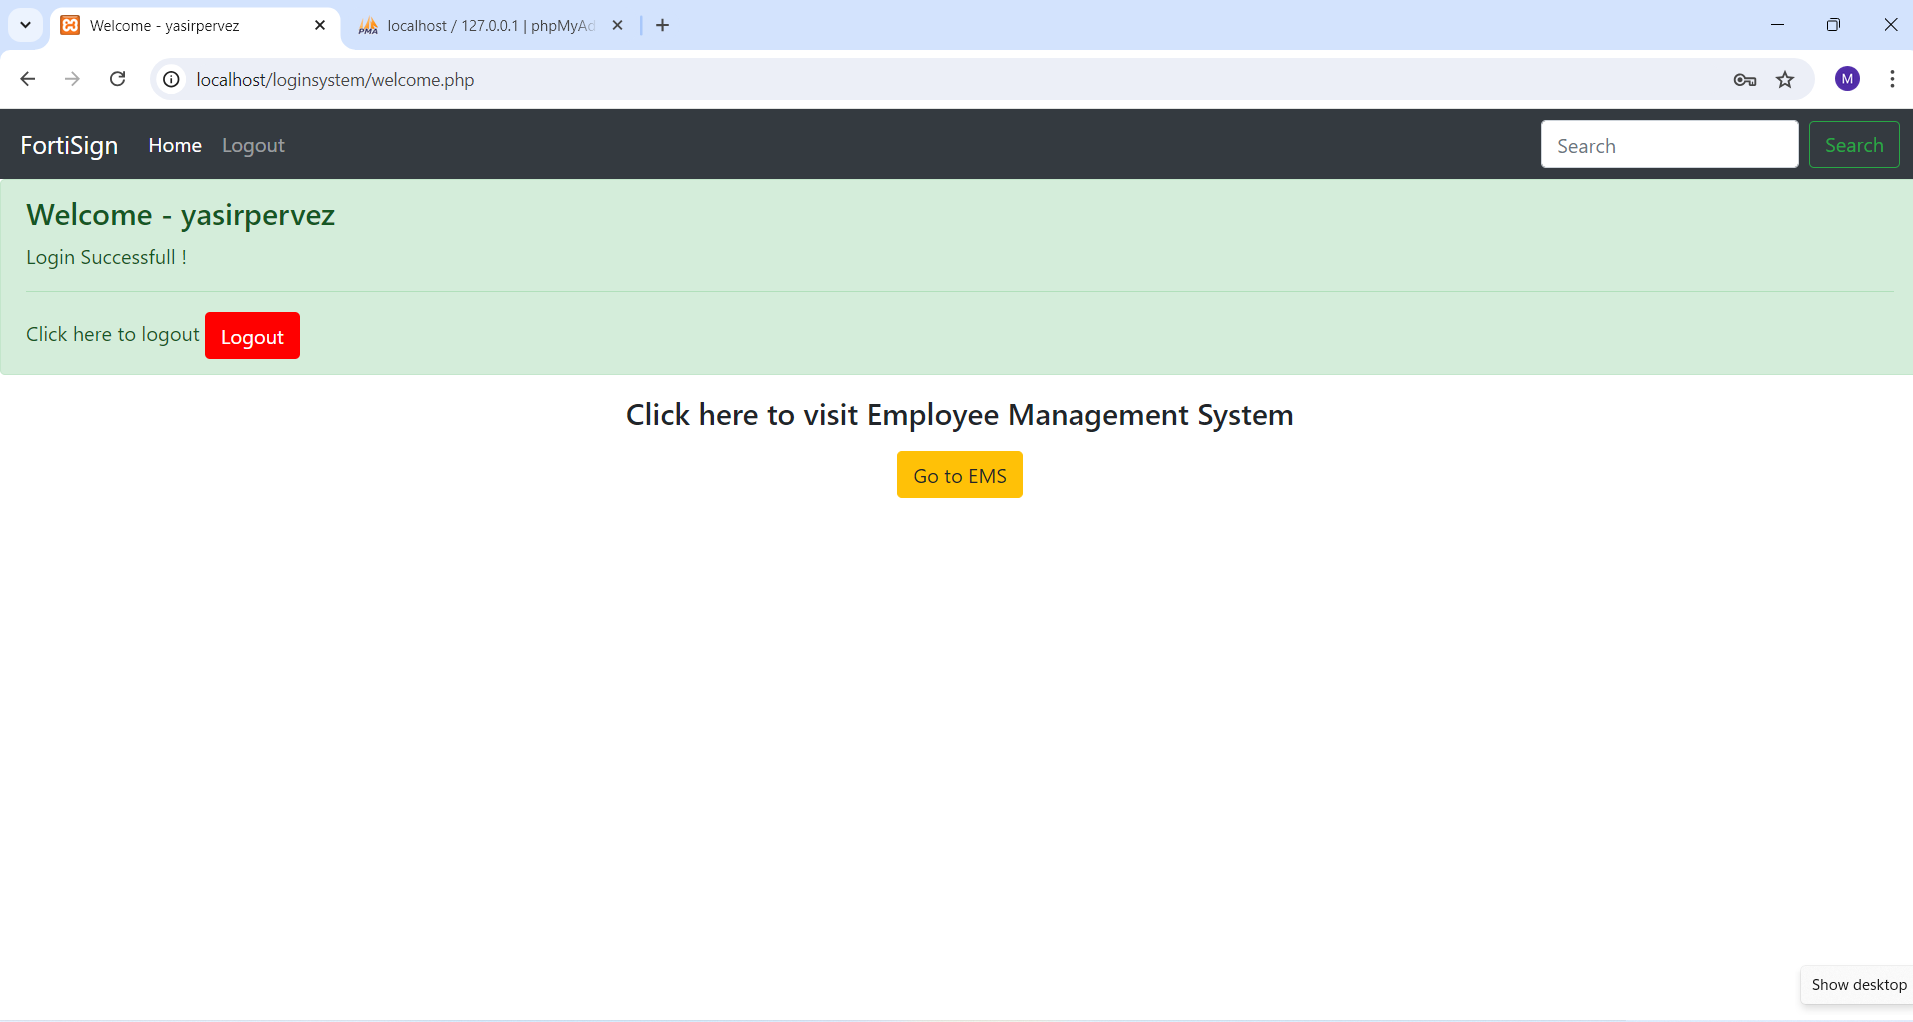 Welcome - yasirpervez
localhost / 127.0.0.1 | phpMyAd
localhost/loginsystem/welcome.php
M
FortiSign Home Logout Search Search
Welcome - yasirpervez
Login Successfull !
Click here to logout Logout
Click here to visit Employee Management System
Go to EMS
Show desktop